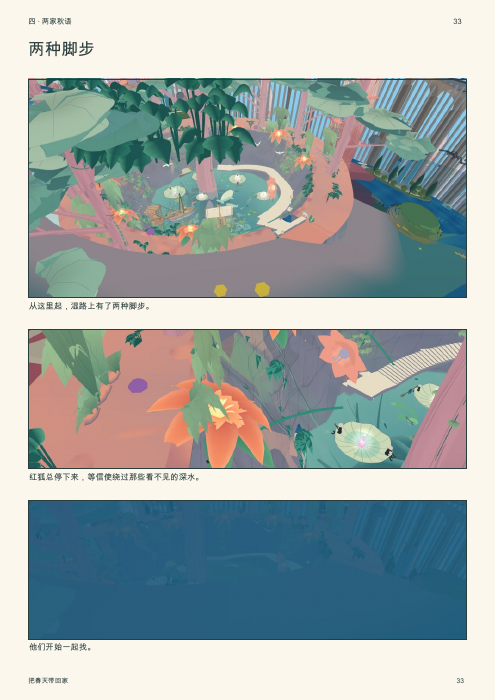 四 · 两家秋语
33
两种脚步
从这里起，湿路上有了两种脚步。
红狐总停下来，等信使绕过那些看不见的深水。
他们开始一起找。
把春天带回家
33